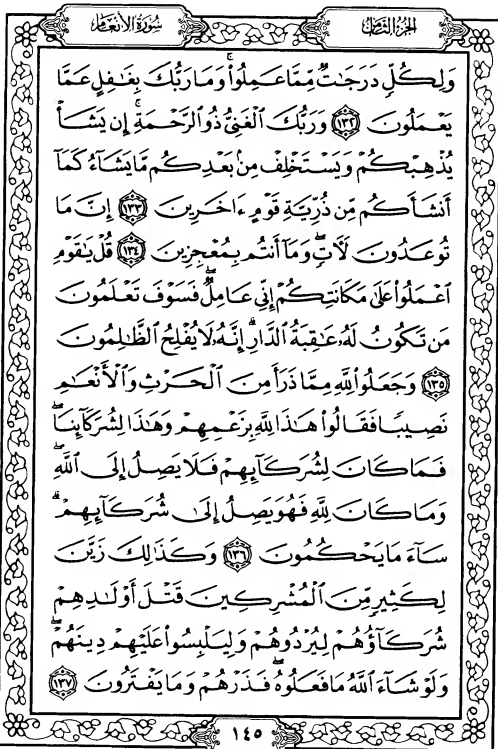 الجزء الثامن
سورة الأنعام
وَلِكُلٍّ دَرَجَٰتٌ مِّمَّا عَمِلُوا۟ ۚ وَمَا رَبُّكَ بِغَٰفِلٍ عَمَّا
يَعْمَلُونَ ١٣٢ وَرَبُّكَ ٱلْغَنِىُّ ذُو ٱلرَّحْمَةِ ۚ إِن يَشَأْ
يُذْهِبْكُمْ وَيَسْتَخْلِفْ مِنۢ بَعْدِكُم مَّا يَشَآءُ كَمَآ
أَنشَأَكُم مِّن ذُرِّيَّةِ قَوْمٍ ءَاخَرِينَ ١٣٣ إِنَّ مَا
تُوعَدُونَ لَءَاتٍ ۖ وَمَآ أَنتُم بِمُعْجِزِينَ ١٣٤ قُلْ يَٰقَوْمِ
ٱعْمَلُوا۟ عَلَىٰ مَكَانَتِكُمْ إِنِّى عَامِلٌ ۖ فَسَوْفَ تَعْلَمُونَ
مَن تَكُونُ لَهُۥ عَٰقِبَةُ ٱلدَّارِ ۗ إِنَّهُۥ لَا يُفْلِحُ ٱلظَّٰلِمُونَ
١٣٥ وَجَعَلُوا۟ لِلَّهِ مِمَّا ذَرَأَ مِنَ ٱلْحَرْثِ وَٱلْأَنْعَٰمِ
نَصِيبًا فَقَالُوا۟ هَٰذَا لِلَّهِ بِزَعْمِهِمْ وَهَٰذَا لِشُرَكَآئِنَا ۖ
فَمَا كَانَ لِشُرَكَآئِهِمْ فَلَا يَصِلُ إِلَى ٱللَّهِ ۖ
وَمَا كَانَ لِلَّهِ فَهُوَ يَصِلُ إِلَىٰ شُرَكَآئِهِمْ ۗ
سَآءَ مَا يَحْكُمُونَ ١٣٦ وَكَذَٰلِكَ زَيَّنَ
لِكَثِيرٍ مِّنَ ٱلْمُشْرِكِينَ قَتْلَ أَوْلَٰدِهِمْ
شُرَكَآؤُهُمْ لِيُرْدُوهُمْ وَلِيَلْبِسُوا۟ عَلَيْهِمْ دِينَهُمْ ۖ
وَلَوْ شَآءَ ٱللَّهُ مَا فَعَلُوهُ ۖ فَذَرْهُمْ وَمَا يَفْتَرُونَ ١٣٧
١٤٥